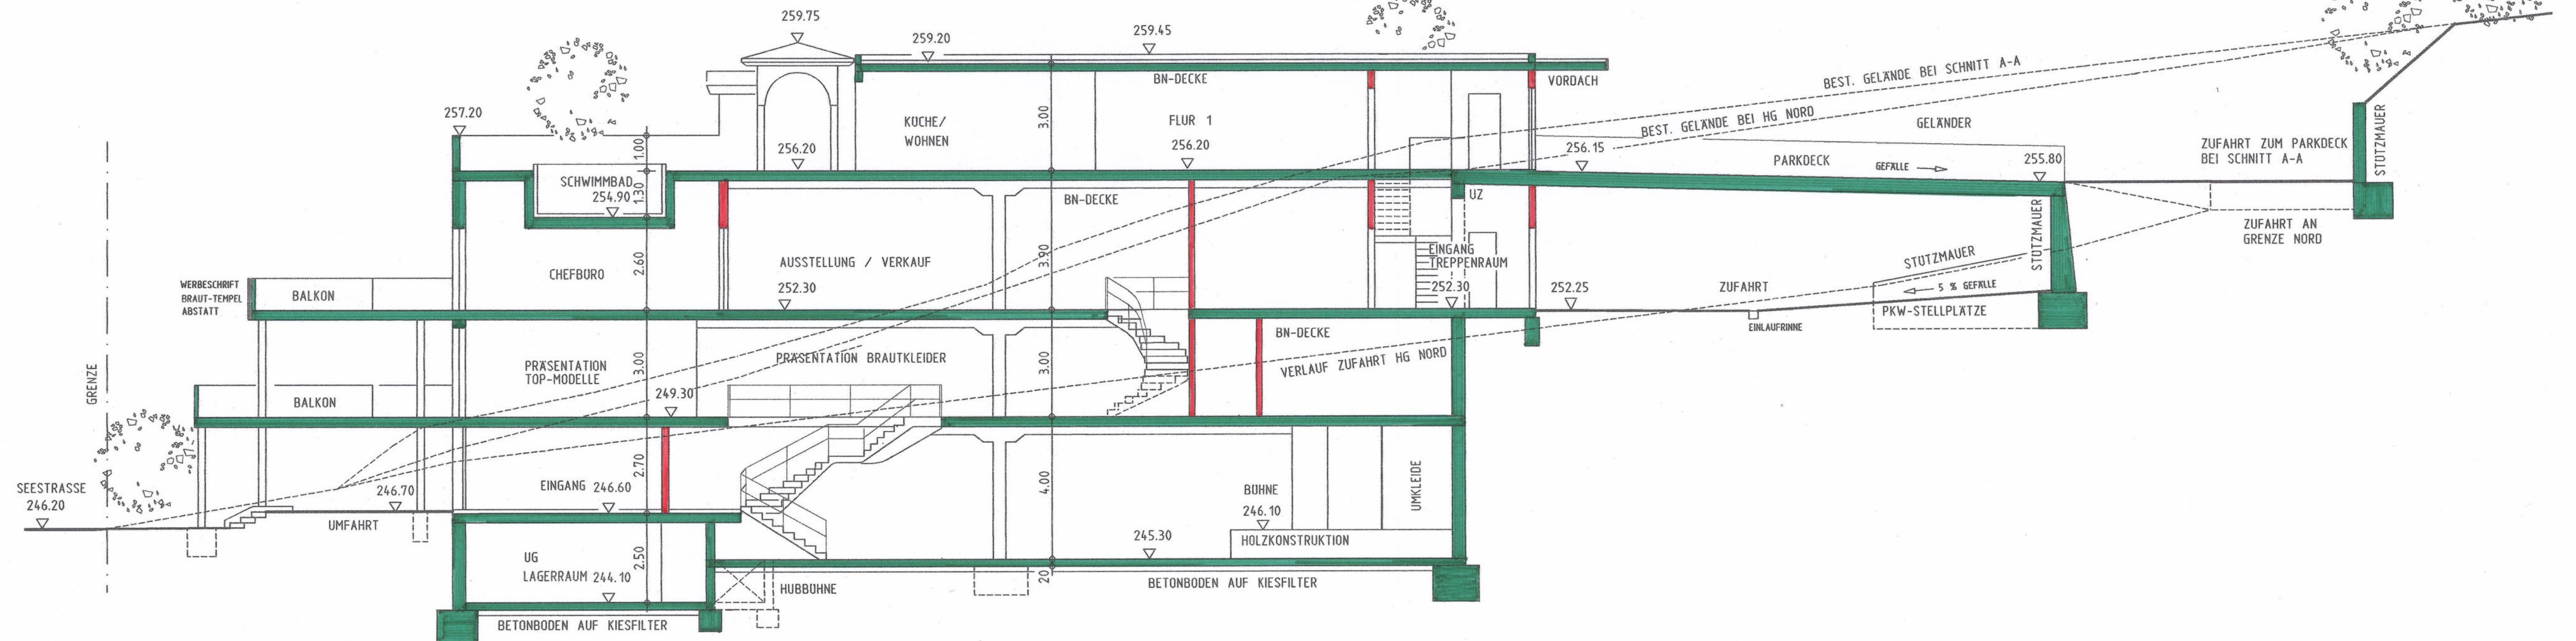 259.75
259.20
259.45
BN-DECKE
VORDACH
BEST. GELÄNDE BEI SCHNITT A-A
BEST. GELÄNDE BEI HG NORD
GELÄNDER
STÜTZMAUER
257.20
1.00
KÜCHE/
WOHNEN
3.00
FLUR 1
256.20
256.20
256.15
PARKDECK
GEFÄLLE
255.80
ZUFAHRT ZUM PARKDECK
BEI SCHNITT A-A
SCHWIMMBAD
254.90
1.30
BN-DECKE
UZ
ZUFAHRT AN
GRENZE NORD
CHEFBÜRO
2.60
AUSSTELLUNG / VERKAUF
252.30
3.90
EINGANG
TREPPENRAUM
252.30
252.25
ZUFAHRT
STÜTZMAUER
STÜTZMAUER
5 % GEFÄLLE
PKW-STELLPLÄTZE
EINLAUFRINNE
WERBESCHRIFT
BRAUT-TEMPEL
ABSTATT
BALKON
BN-DECKE
VERLAUF ZUFAHRT HG NORD
GRENZE
BALKON
PRÄSENTATION
TOP-MODELLE
3.00
PRÄSENTATION BRAUTKLEIDER
3.00
249.30
SEESTRASSE
246.20
246.70
UMFAHRT
EINGANG 246.60
2.70
4.00
BÜHNE
246.10
UMKLEIDE
HOLZKONSTRUKTION
245.30
UG
LAGERRAUM 244.10
2.50
HUBBÜHNE
20
BETONBODEN AUF KIESFILTER
BETONBODEN AUF KIESFILTER